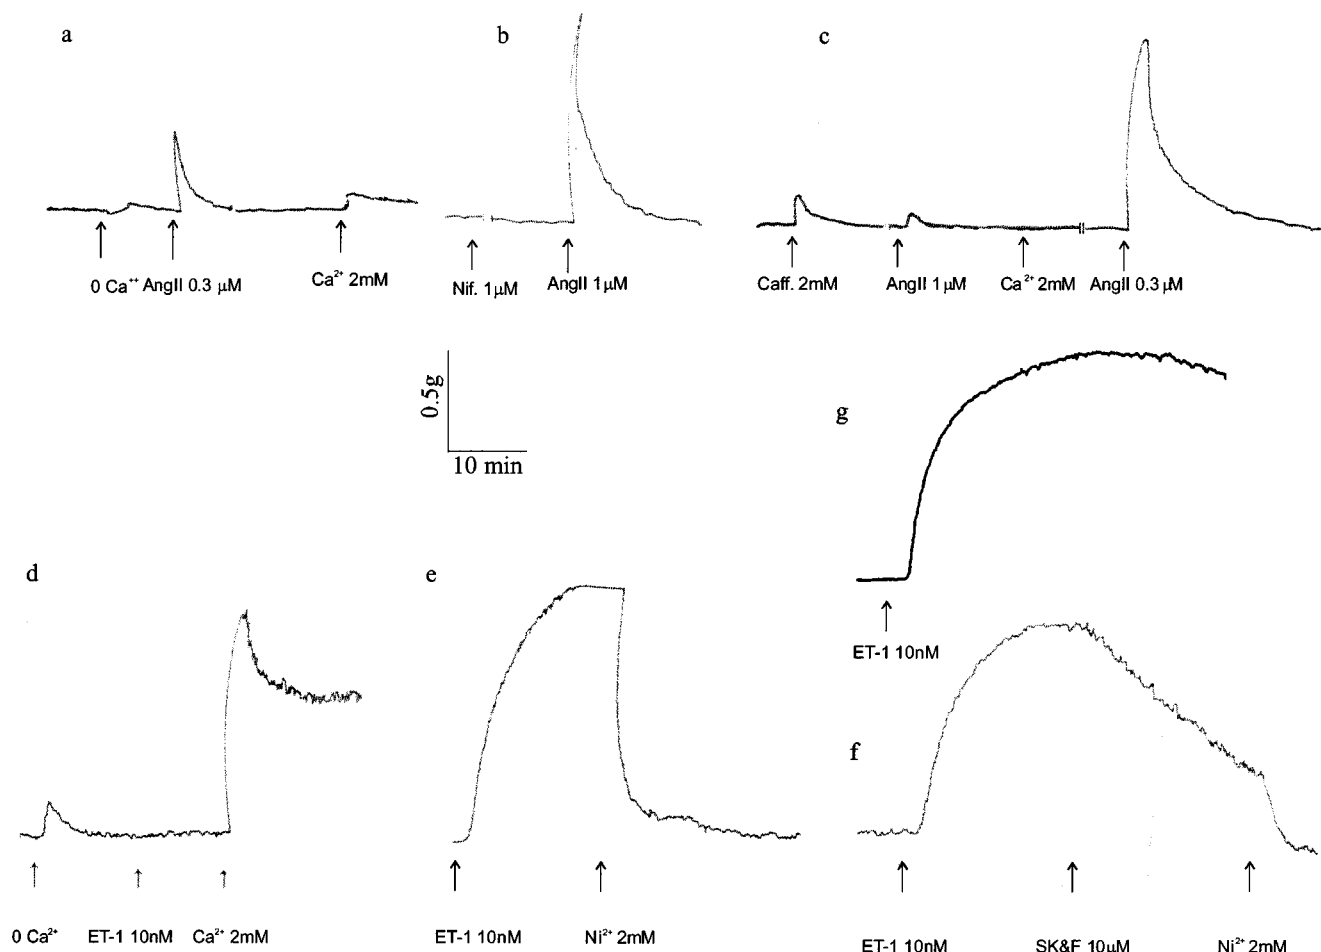 a
b
c
0 Ca⁺⁺ AngII 0.3 µM
Ca²⁺ 2mM
Nif. 1µM
AngII 1µM
Caff. 2mM
AngII 1µM
Ca²⁺ 2mM
AngII 0.3 µM
0.5g
10 min
g
ET-1 10nM
d
e
f
0 Ca²⁺
ET-1 10nM
Ca²⁺ 2mM
ET-1 10nM
Ni²⁺ 2mM
ET-1 10nM
SK&F 10µM
Ni²⁺ 2mM